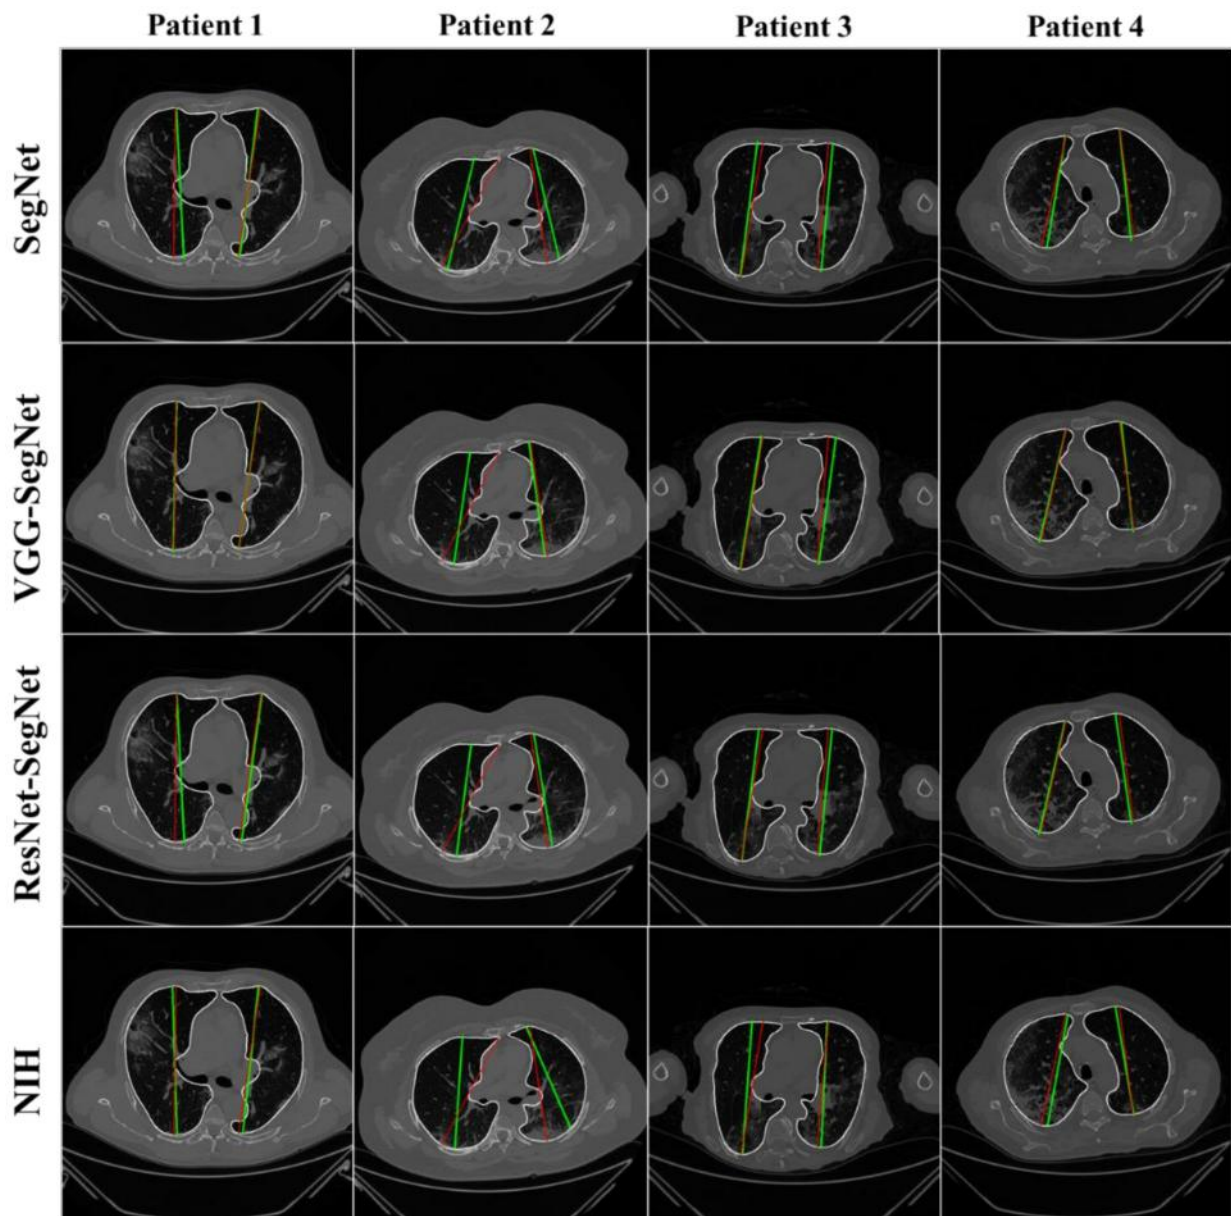 Patient 1 Patient 2 Patient 3 Patient 4
SegNet
VGG-SegNet
ResNet-SegNet
NIH